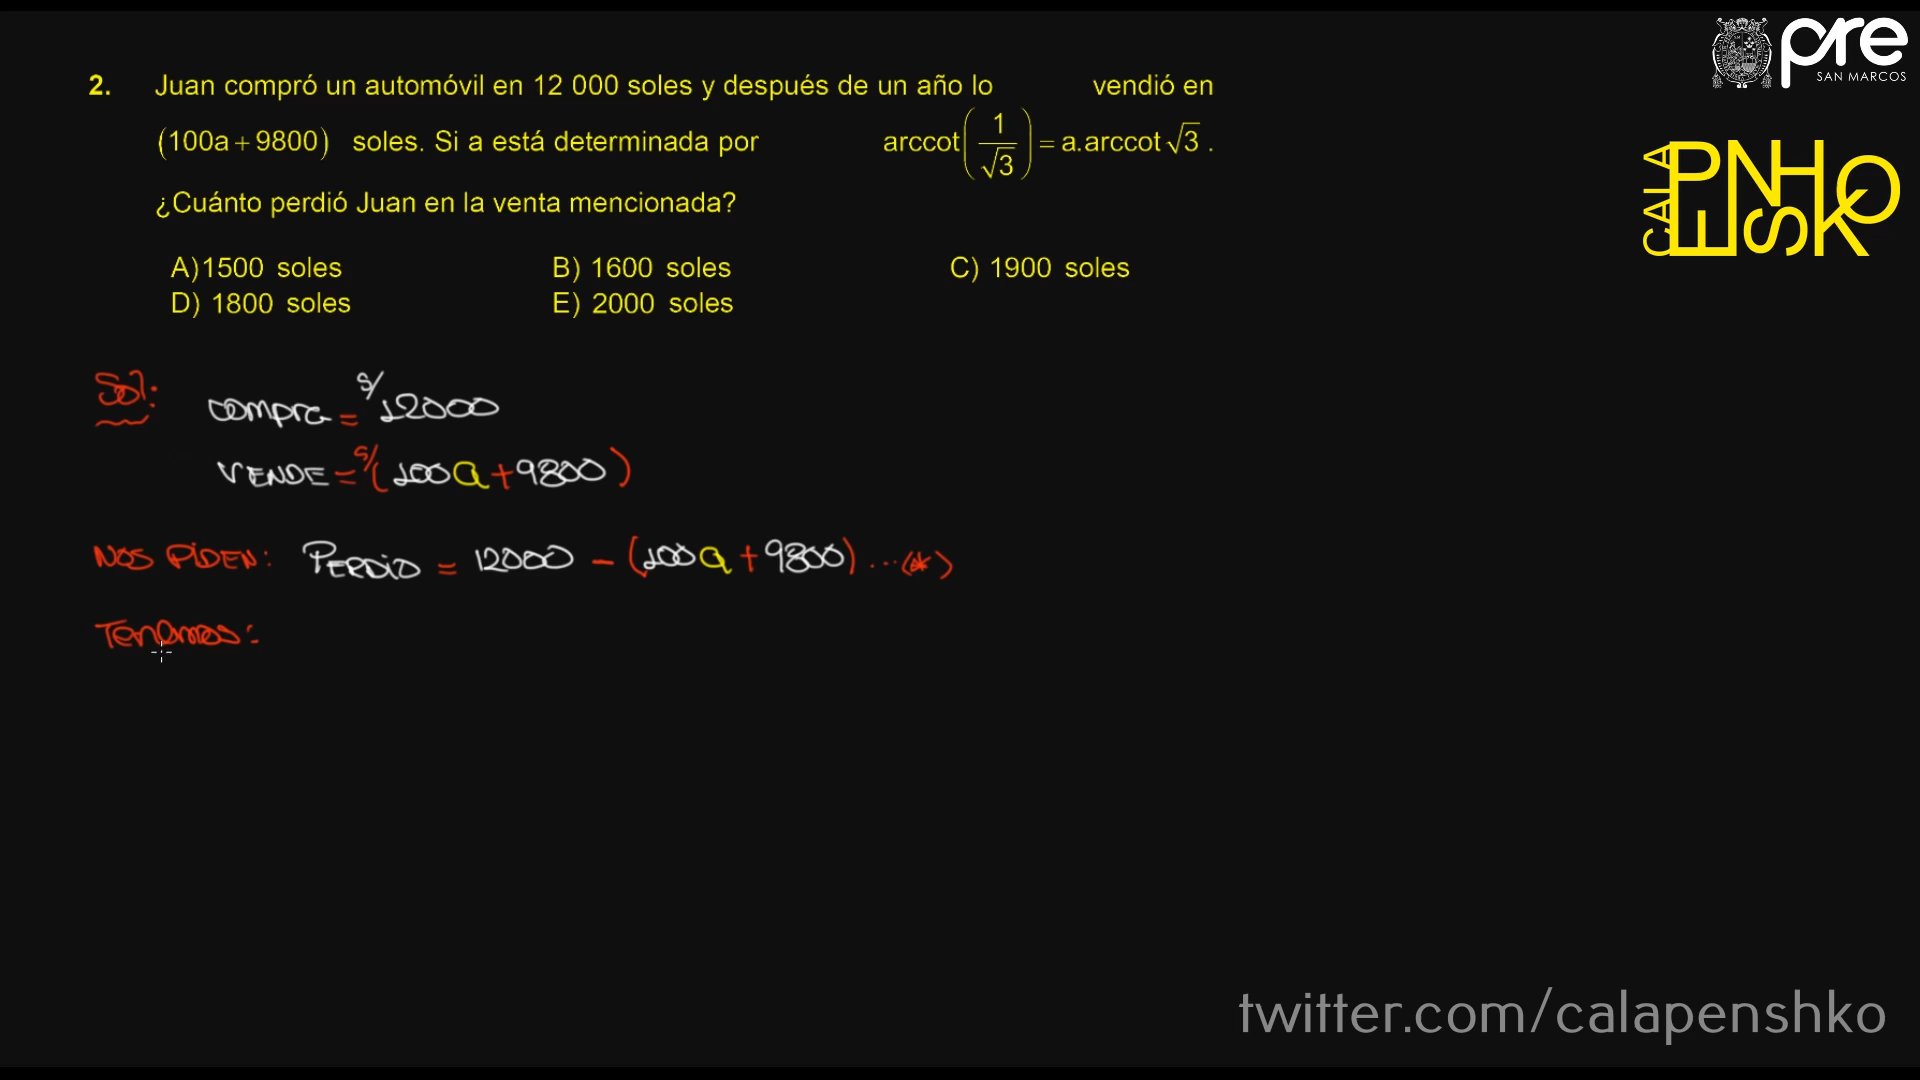 pre
SAN MARCOS
CALA
PENSHKO
2. Juan compró un automóvil en 12 000 soles y después de un año lo vendió en
(100a + 9800) soles. Si a está determinada por arccot(1/√3) = a.arccot √3 .
¿Cuánto perdió Juan en la venta mencionada?
A)1500 soles B) 1600 soles C) 1900 soles
D) 1800 soles E) 2000 soles
Sol:
compra = S/12000
VENDE = S/(100a + 9800)
NOS PIDEN: PERDIÓ = 12000 - (100a + 9800) ...(*)
Tenemos:
twitter.com/calapenshko